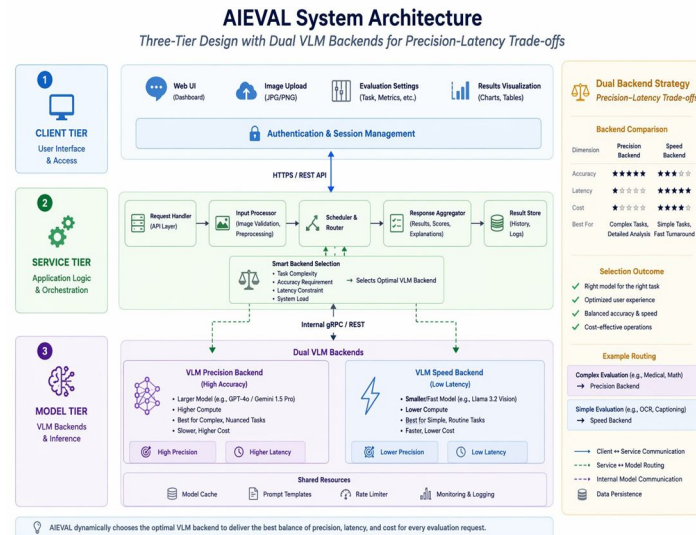 AIEVAL System Architecture
Three-Tier Design with Dual VLM Backends for Precision-Latency Trade-offs
1
CLIENT TIER
User Interface
& Access
Web UI
(Dashboard)
Image Upload
(JPG/PNG)
Evaluation Settings
(Task, Metrics, etc.)
Results Visualization
(Charts, Tables)
Authentication & Session Management
HTTPS / REST API
2
SERVICE TIER
Application Logic
& Orchestration
Request Handler
(API Layer)
Input Processor
(Image Validation,
Preprocessing)
Scheduler &
Router
Response Aggregator
(Results, Scores,
Explanations)
Result Store
(History,
Logs)
Smart Backend Selection
• Task Complexity
• Accuracy Requirement
• Latency Constraint
• System Load
→ Selects Optimal VLM Backend
Internal gRPC / REST
3
MODEL TIER
VLM Backends
& Inference
Dual VLM Backends
VLM Precision Backend
(High Accuracy)
• Larger Model (e.g., GPT-4o / Gemini 1.5 Pro)
• Higher Compute
• Best for Complex, Nuanced Tasks
• Slower, Higher Cost
High Precision
Higher Latency
VLM Speed Backend
(Low Latency)
• Smaller/Fast Model (e.g., Llama 3.2 Vision)
• Lower Compute
• Best for Simple, Routine Tasks
• Faster, Lower Cost
Lower Precision
Low Latency
Shared Resources
Model Cache
Prompt Templates
Rate Limiter
Monitoring & Logging
AIEVAL dynamically chooses the optimal VLM backend to deliver the best balance of precision, latency, and cost for every evaluation request.
Dual Backend Strategy
Precision–Latency Trade-offs
Backend Comparison
Dimension Precision Backend Speed Backend
Accuracy ★★★★★ ★★★☆☆
Latency ★☆☆☆☆ ★★★★★
Cost ★☆☆☆☆ ★★★★☆
Best For Complex Tasks, Detailed Analysis Simple Tasks, Fast Turnaround
Selection Outcome
Right model for the right task
Optimized user experience
Balanced accuracy & speed
Cost-effective operations
Example Routing
Complex Evaluation (e.g., Medical, Math)
→ Precision Backend
Simple Evaluation (e.g., OCR, Captioning)
→ Speed Backend
Client ↔ Service Communication
Service ↔ Model Routing
Internal Model Communication
Data Persistence